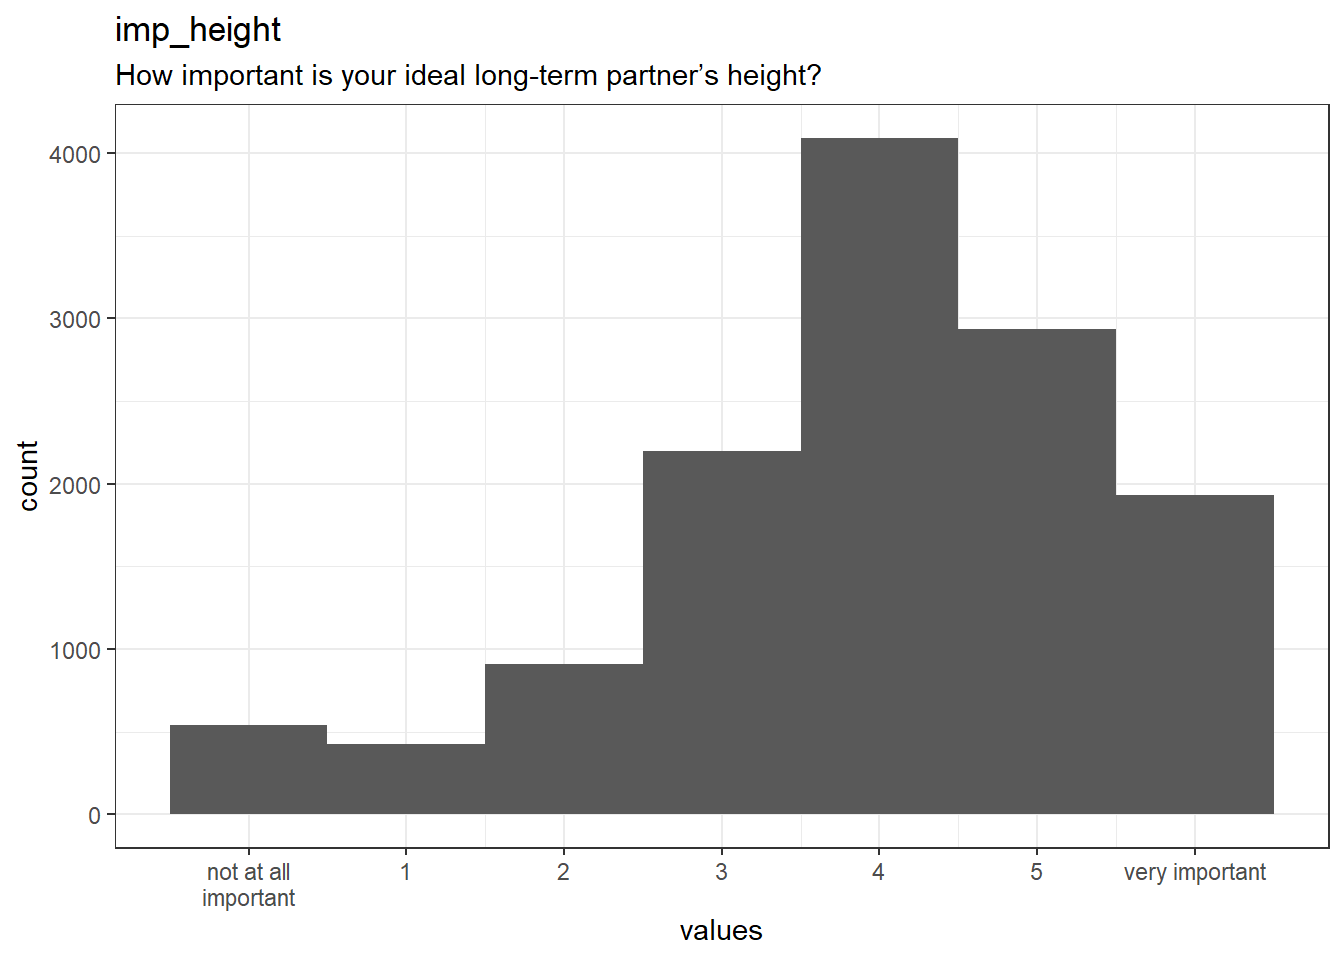 imp_height
How important is your ideal long-term partner’s height?
4000
3000
2000
1000
0
count
not at all
important
1
2
3
4
5
very important
values